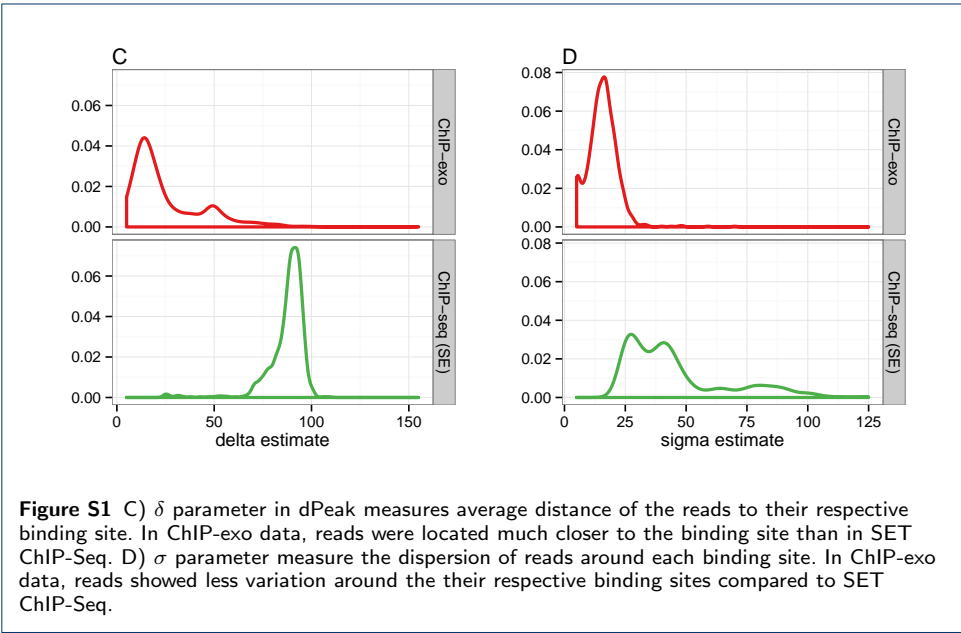 C
D
0.06
0.04
0.02
0.00
ChIP−exo
0.06
0.04
0.02
0.00
ChIP−seq (SE)
0 50 100 150
delta estimate
0.08
0.06
0.04
0.02
0.00
ChIP−exo
0.08
0.06
0.04
0.02
0.00
ChIP−seq (SE)
0 25 50 75 100 125
sigma estimate
Figure S1 C) δ parameter in dPeak measures average distance of the reads to their respective
binding site. In ChIP-exo data, reads were located much closer to the binding site than in SET
ChIP-Seq. D) σ parameter measure the dispersion of reads around each binding site. In ChIP-exo
data, reads showed less variation around the their respective binding sites compared to SET
ChIP-Seq.